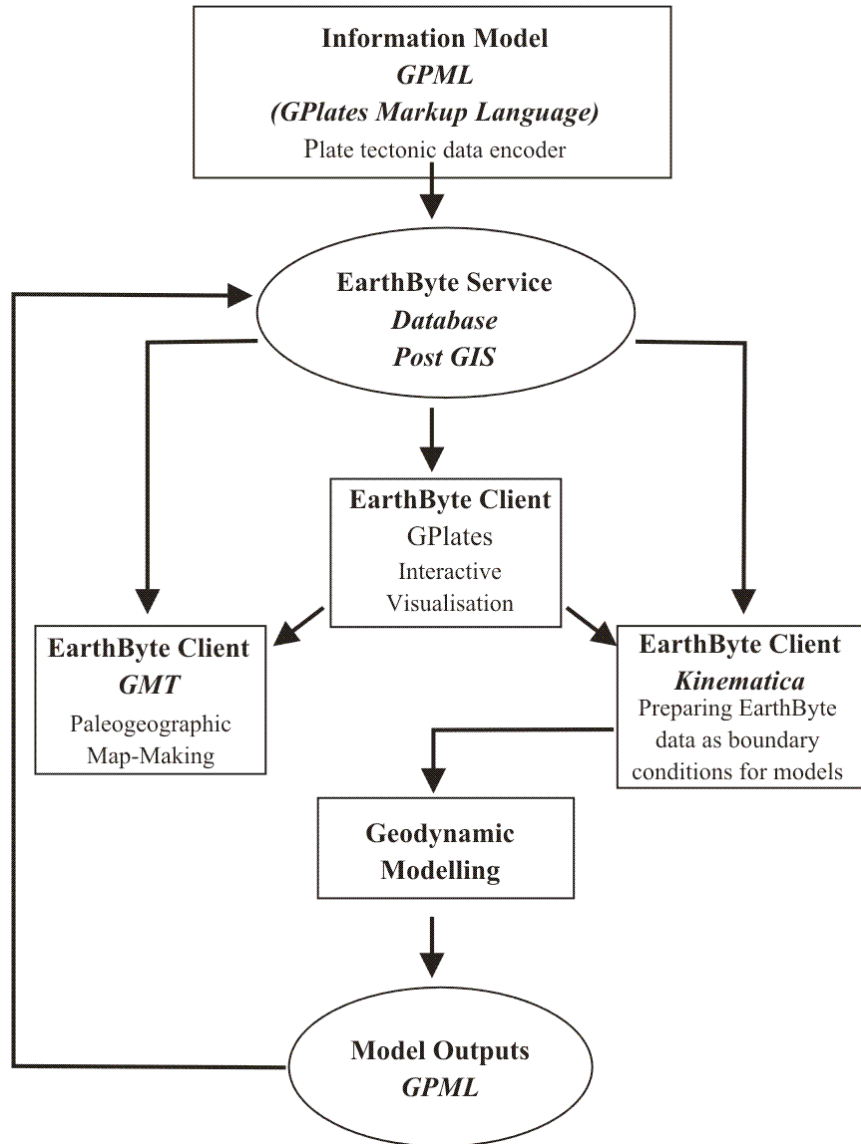 Information Model
GPML
(GPlates Markup Language)
Plate tectonic data encoder
EarthByte Service
Database
Post GIS
EarthByte Client
GPlates
Interactive
Visualisation
EarthByte Client
GMT
Paleogeographic
Map-Making
EarthByte Client
Kinematica
Preparing EarthByte
data as boundary
conditions for models
Geodynamic
Modelling
Model Outputs
GPML